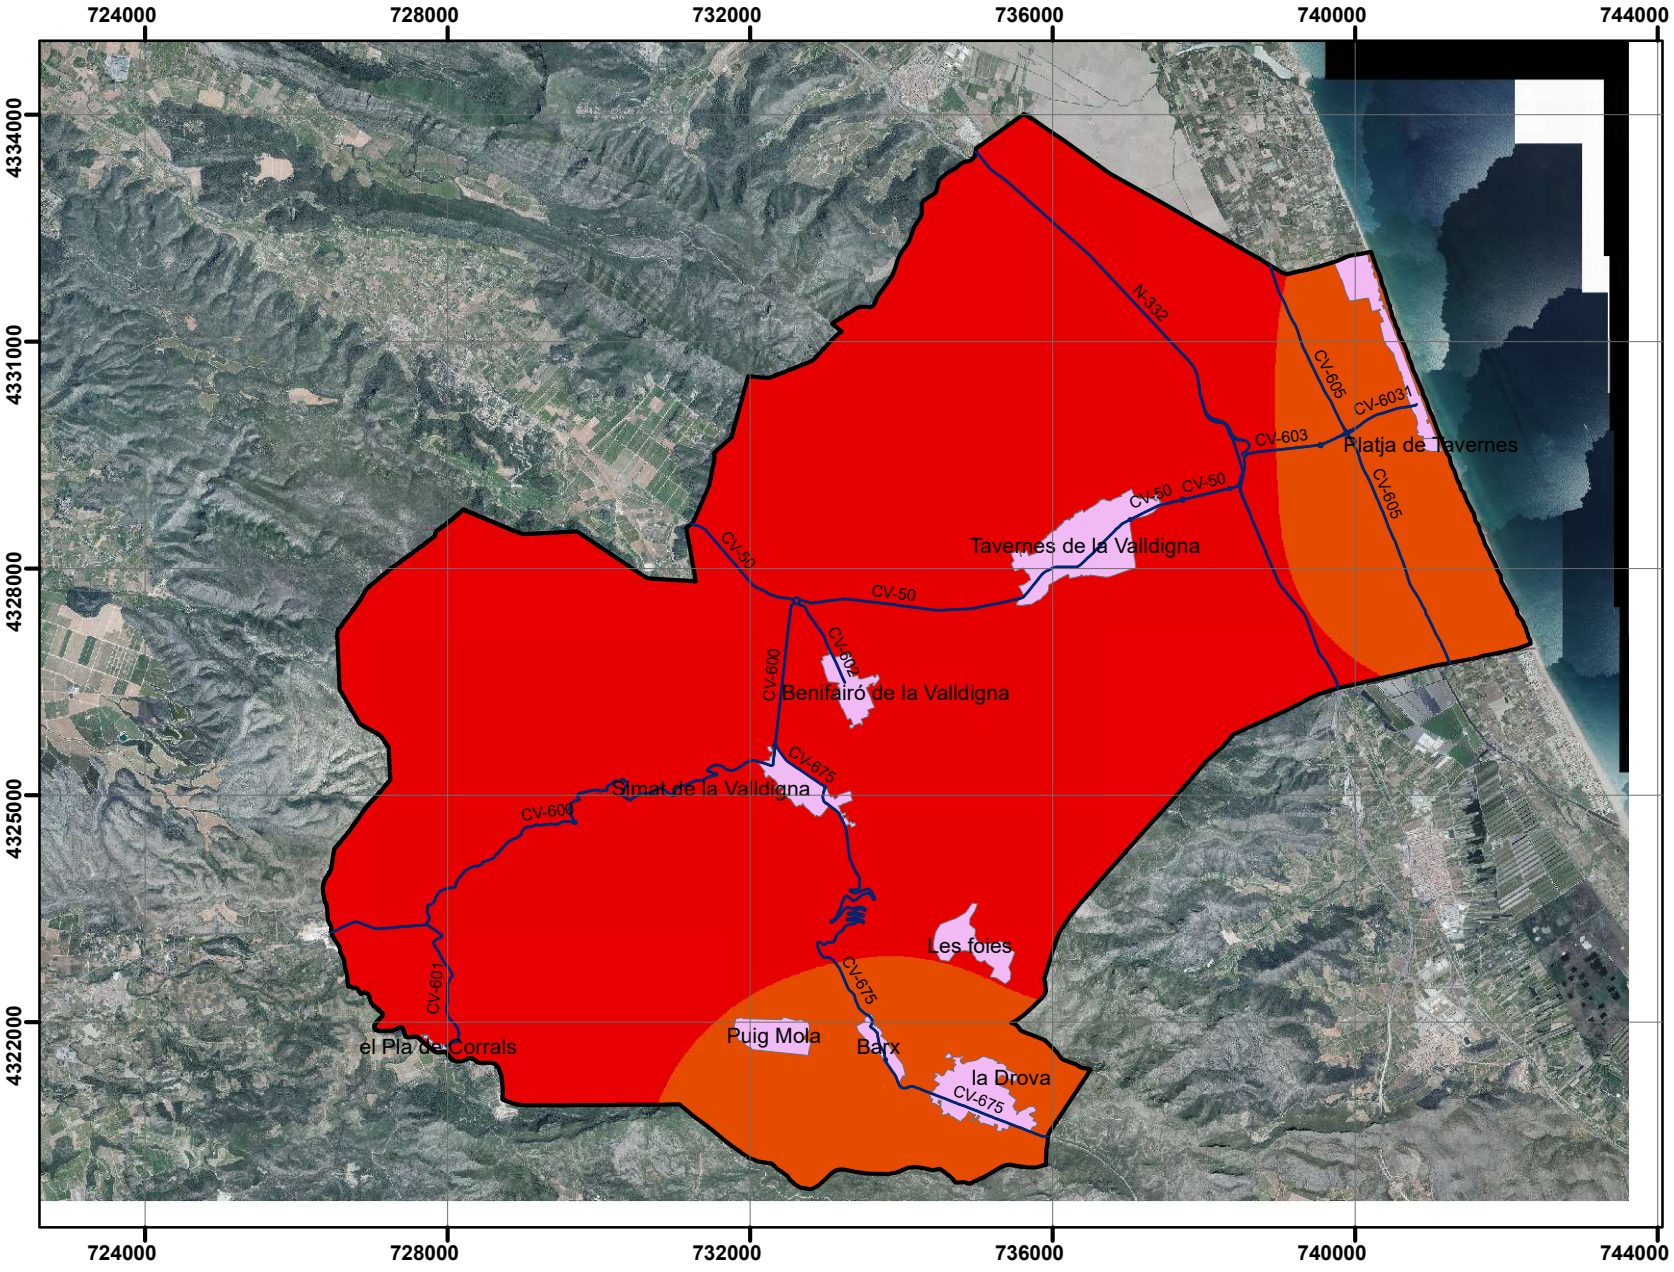 724000 728000 732000 736000 740000 744000
4334000
N-332
4331000
CV-605
CV-6031
CV-603
Platja de Tavernes
CV-605
CV-50
CV-50
Tavernes de la Valldigna
CV-50
4328000
CV-50
CV-602
CV-600
Benifairó de la Valldigna
CV-675
Simat de la Valldigna
4325000
CV-600
Les foies
CV-675
CV-601
4322000
Puig Mola
Barx
el Pla de Corrals
la Drova
CV-675
724000 728000 732000 736000 740000 744000